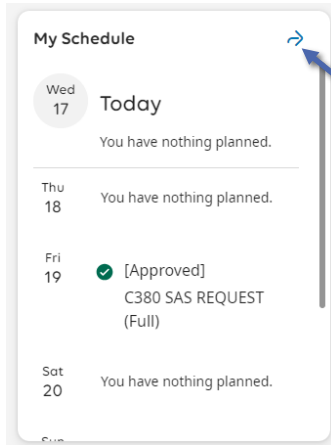 My Schedule
Wed
17
Today
You have nothing planned.
Thu
18
You have nothing planned.
Fri
19
[Approved]
C380 SAS REQUEST
(Full)
Sat
20
You have nothing planned.